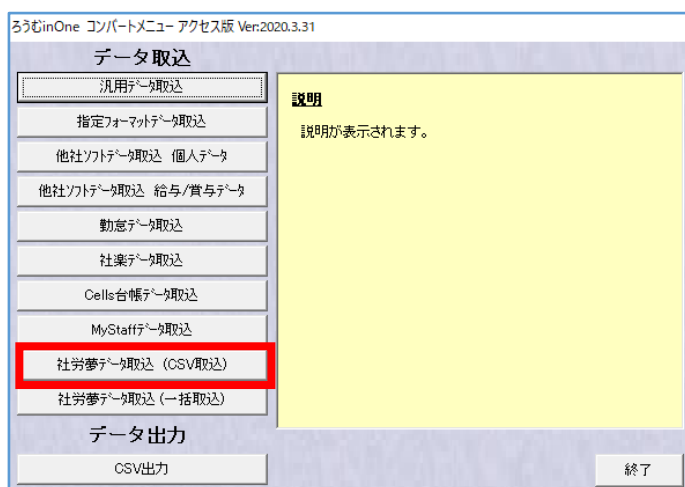 ろうむinOne コンバートメニュー アクセス版 Ver:2020.3.31
データ取込
汎用ﾃﾞｰﾀ取込
指定ﾌｫｰﾏｯﾄﾃﾞｰﾀ取込
他社ｿﾌﾄﾃﾞｰﾀ取込 個人ﾃﾞｰﾀ
他社ｿﾌﾄﾃﾞｰﾀ取込 給与/賞与ﾃﾞｰﾀ
勤怠ﾃﾞｰﾀ取込
社楽ﾃﾞｰﾀ取込
Cells台帳ﾃﾞｰﾀ取込
MyStaffﾃﾞｰﾀ取込
社労夢ﾃﾞｰﾀ取込 (CSV取込)
社労夢ﾃﾞｰﾀ取込 (一括取込)
データ出力
CSV出力
説明
説明が表示されます。
終了